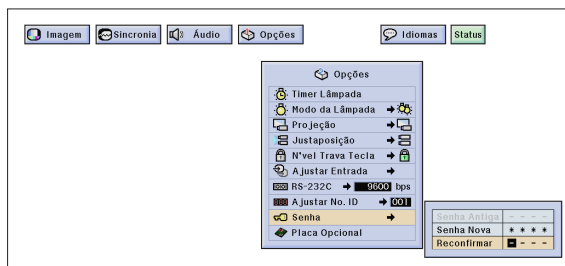 Imagem Sincronia Áudio Opções Idiomas Status
Opções
Timer Lâmpada
Modo da Lâmpada
Projeção
Justaposição
N'vel Trava Tecla
Ajustar Entrada
RS-232C 9600 bps
Ajustar No. ID 001
Senha
Placa Opcional
Senha Antiga - - - -
Senha Nova * * * *
Reconfirmar - - - -